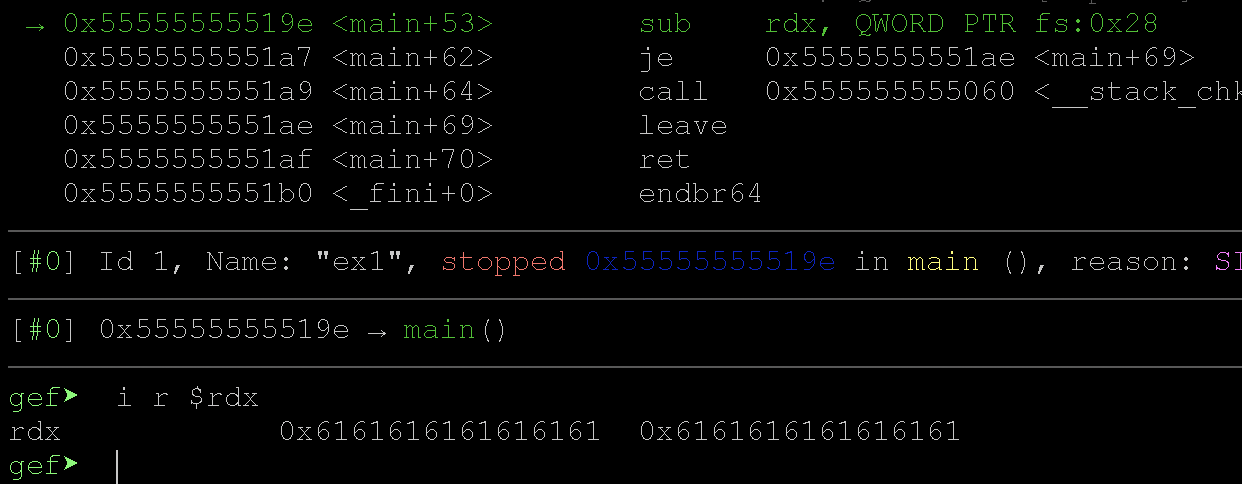 → 0x55555555519e <main+53> sub rdx, QWORD PTR fs:0x28
0x5555555551a7 <main+62> je 0x5555555551ae <main+69>
0x5555555551a9 <main+64> call 0x555555555060 <__stack_chk
0x5555555551ae <main+69> leave
0x5555555551af <main+70> ret
0x5555555551b0 <_fini+0> endbr64
[#0] Id 1, Name: "ex1", stopped 0x55555555519e in main (), reason: SI
[#0] 0x55555555519e → main()
gef➤ i r $rdx
rdx 0x6161616161616161 0x6161616161616161
gef➤